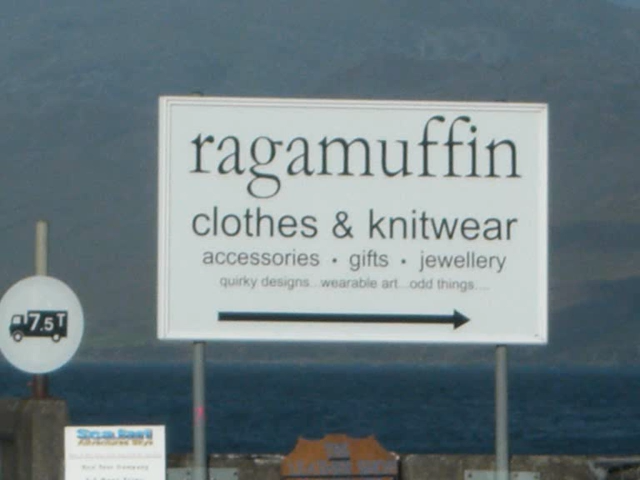 ragamuffin
clothes & knitwear
accessories • gifts • jewellery
quirky designs...wearable art...odd things....
7.5T